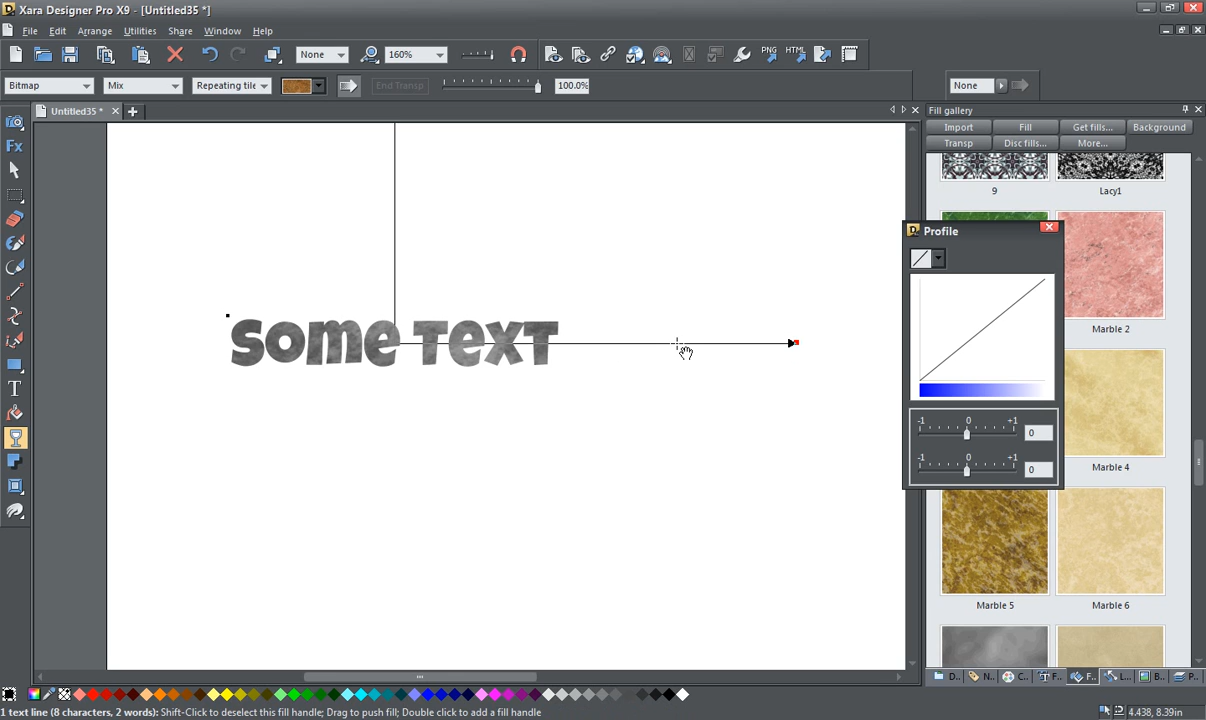 Xara Designer Pro X9 - [Untitled35 *]
File Edit Arrange Utilities Share Window Help
None 160% PNG HTML
Bitmap Mix Repeating tile End Transp 100.0% None
Untitled35 *
Fill gallery
Import Fill Get fills... Background
Transp Disc fills... More...
9 Lacy1
Profile
Marble 2
some text
-1 0 +1 0
-1 0 +1 0
Marble 4
Marble 5 Marble 6
D.. N.. C.. F.. F.. L... B.. P..
1 text line (8 characters, 2 words): Shift-Click to deselect this fill handle; Drag to push fill; Double click to add a fill handle
4.438, 8.39in